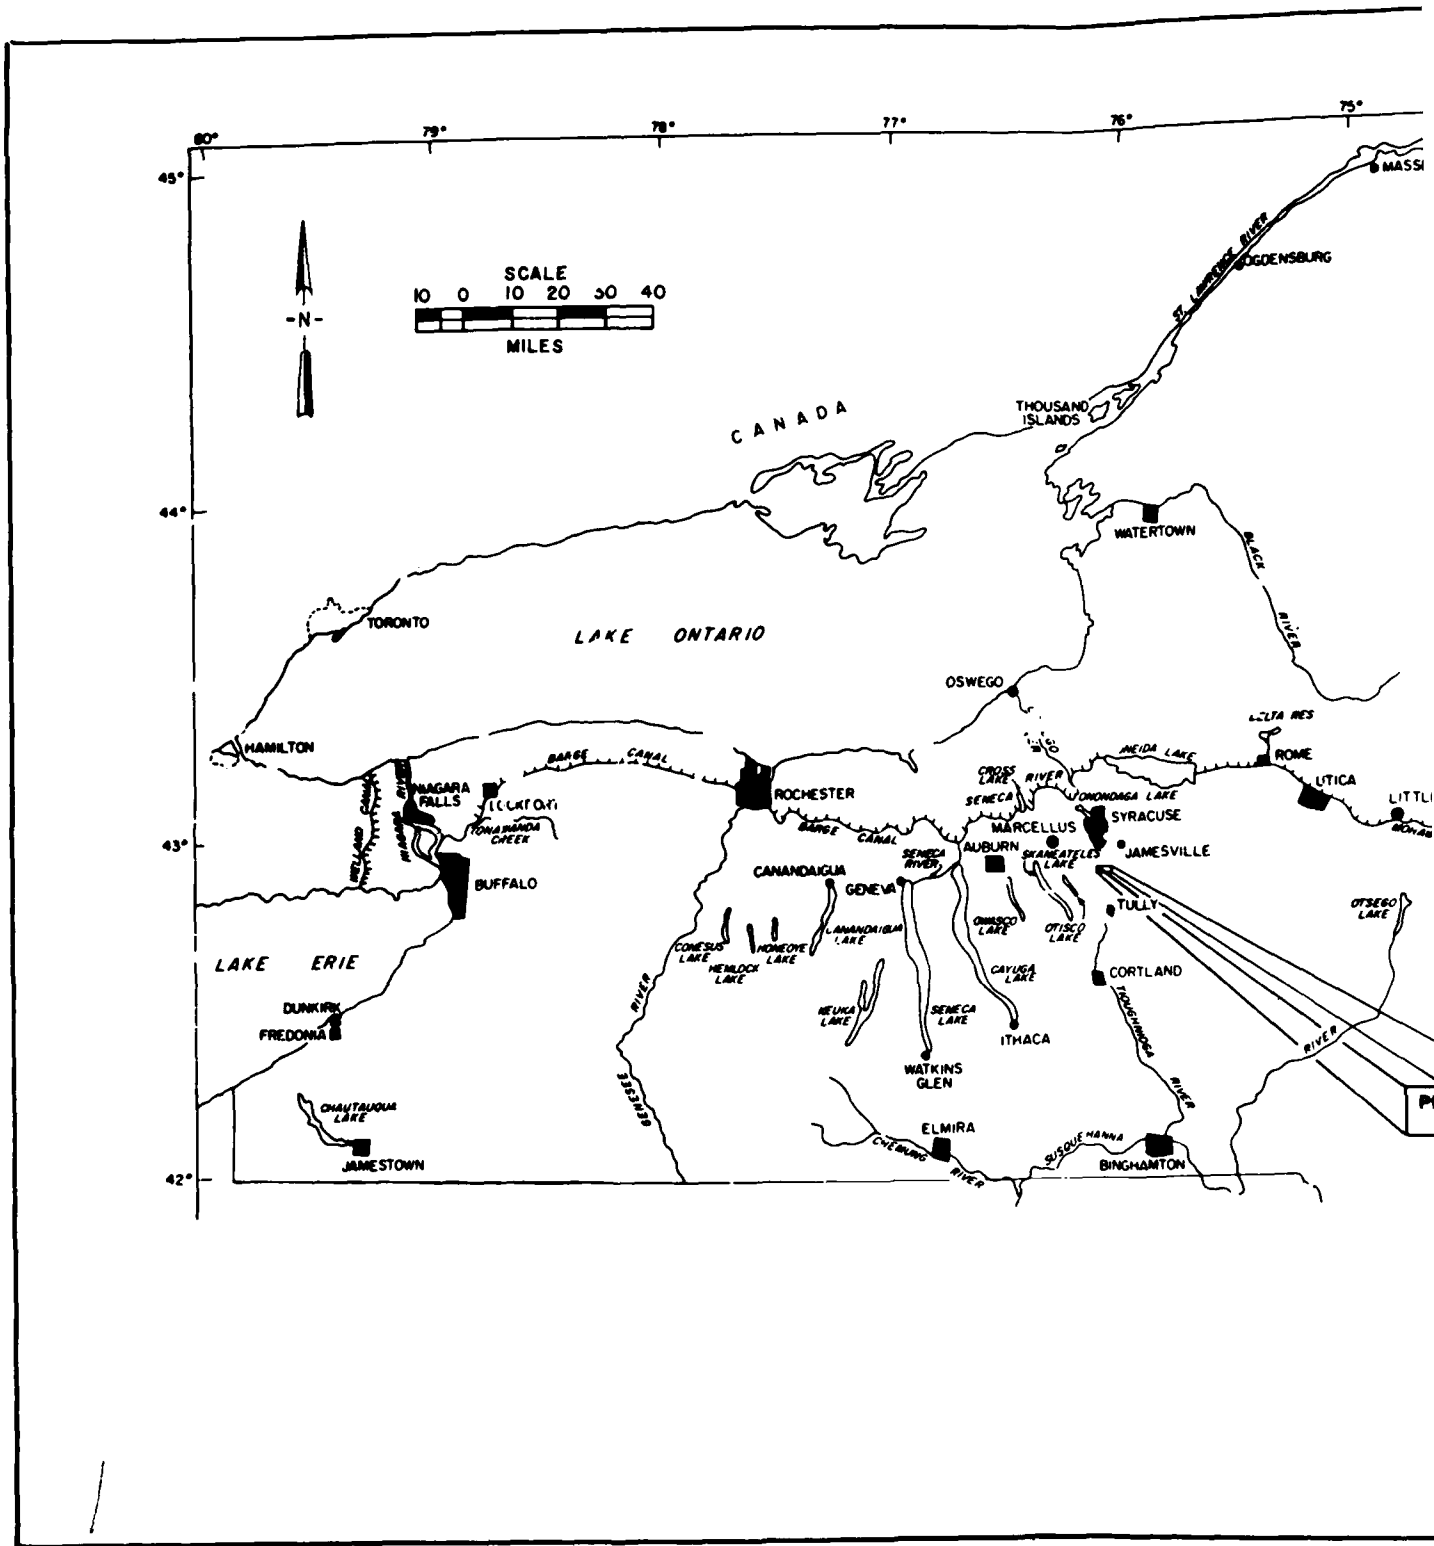 80°
79°
78°
77°
76°
75°
45°
MASSI
ST. LAWRENCE RIVER
OGDENSBURG
SCALE
10 0 10 20 30 40
MILES
-N-
THOUSAND
ISLANDS
CANADA
44°
WATERTOWN
BLACK
RIVER
TORONTO
LAKE ONTARIO
OSWEGO
HAMILTON
BARGE CANAL
NIAGARA
FALLS
RIVER
NIAGARA
WELLAND CANAL
TONAWANDA
CREEK
ROCHESTER
CROSS
LAKE
SENECA RIVER
ONONDAGA LAKE
LAKE
RES
ROME
UTICA
LITTL
MOHAW
BARGE CANAL
MARCELLUS
SYRACUSE
JAMESVILLE
43°
AUBURN
SENECA
RIVER
SKANEATELES
LAKE
BUFFALO
CANANDAIGUA
GENEVA
TULLY
OTSEGO
LAKE
CONESUS
LAKE
HEMLOCK
LAKE
HONEOYE
LAKE
CANANDAIGUA
LAKE
OWASCO
LAKE
OTISCO
LAKE
LAKE ERIE
CAYUGA
LAKE
CORTLAND
TIOUGHNIOGA
RIVER
DUNKIRK
FREDONIA
RIVER
GENESEE
KEUKA
LAKE
SENECA
LAKE
ITHACA
WATKINS
GLEN
RIVER
CHAUTAUQUA
LAKE
JAMESTOWN
ELMIRA
CHEMUNG
RIVER
SUSQUEHANNA
BINGHAMTON
42°